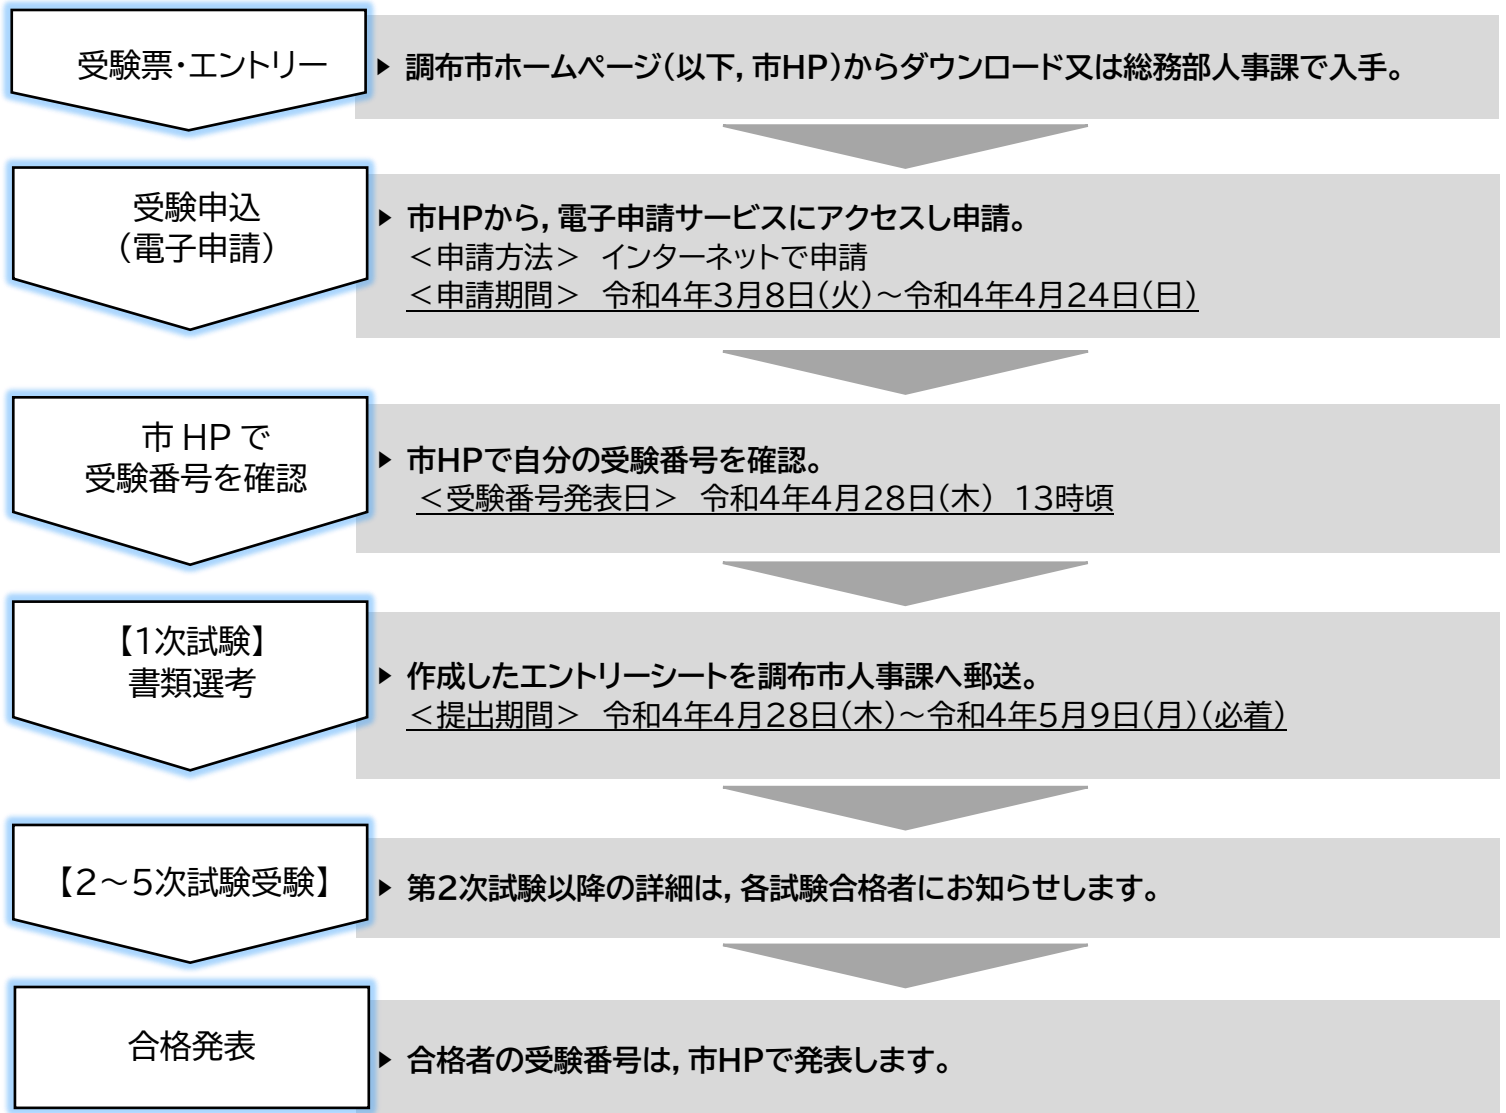 受験票・エントリー
▶ 調布市ホームページ（以下，市HP）からダウンロード又は総務部人事課で入手。
受験申込
（電子申請）
▶ 市HPから，電子申請サービスにアクセスし申請。
＜申請方法＞　インターネットで申請
＜申請期間＞　令和4年3月8日（火）～令和4年4月24日（日）
市 HP で
受験番号を確認
▶ 市HPで自分の受験番号を確認。
＜受験番号発表日＞　令和4年4月28日（木）　13時頃
【1次試験】
書類選考
▶ 作成したエントリーシートを調布市人事課へ郵送。
＜提出期間＞　令和4年4月28日（木）～令和4年5月9日（月）（必着）
【2～5次試験受験】
▶ 第2次試験以降の詳細は，各試験合格者にお知らせします。
合格発表
▶ 合格者の受験番号は，市HPで発表します。